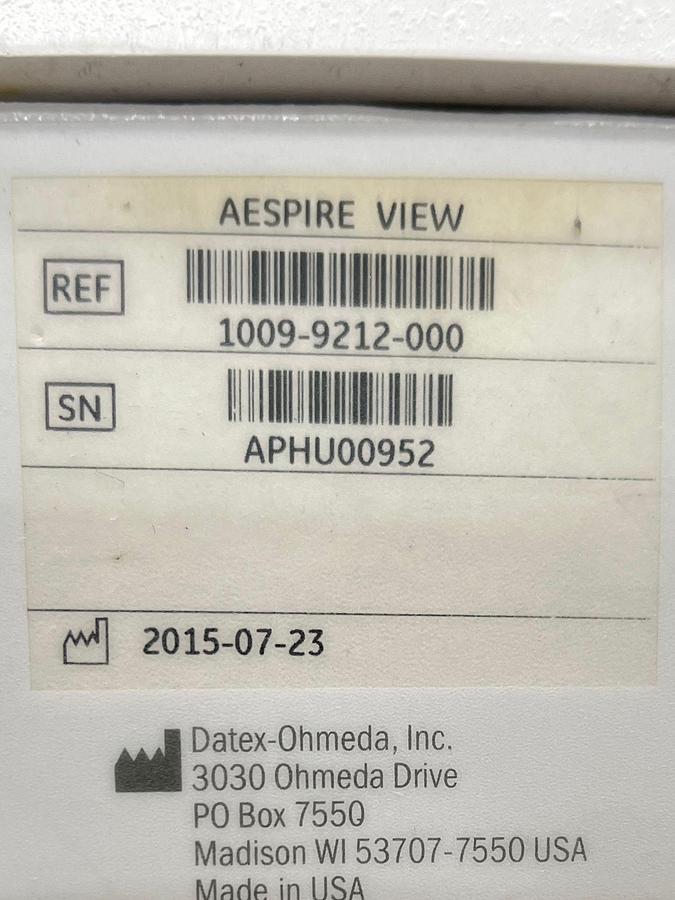 AESPIRE VIEW
REF
1009-9212-000
SN
APHU00952
2015-07-23
Datex-Ohmeda, Inc.
3030 Ohmeda Drive
PO Box 7550
Madison WI 53707-7550 USA
Made in USA